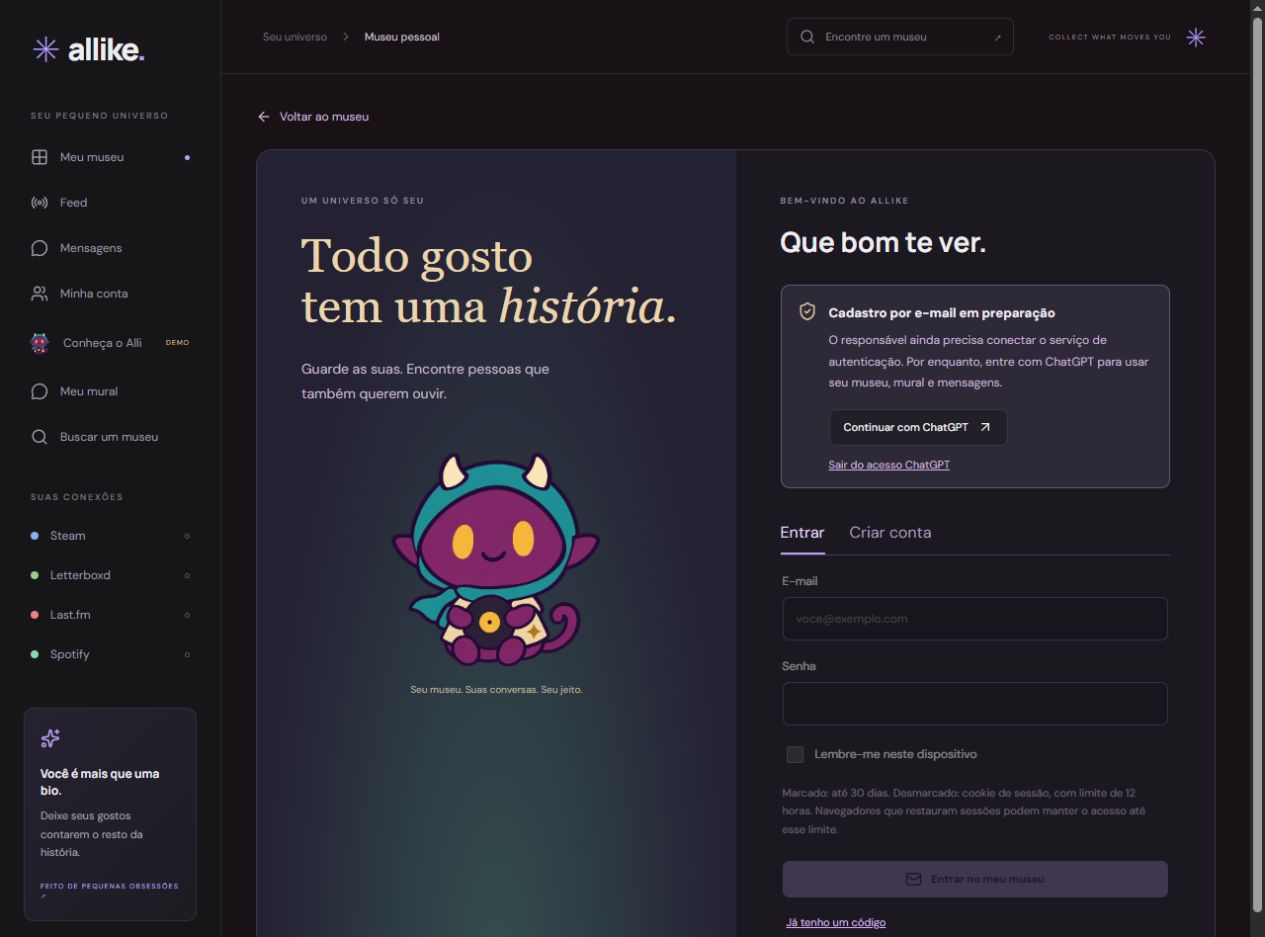 allike.
SEU PEQUENO UNIVERSO
Meu museu
Feed
Mensagens
Minha conta
Conheça o Alli DEMO
Meu mural
Buscar um museu
SUAS CONEXÕES
Steam
Letterboxd
Last.fm
Spotify
Você é mais que uma
bio.
Deixe seus gostos
contarem o resto da
história.
FEITO DE PEQUENAS OBSESSÕES
Seu universo Museu pessoal
Encontre um museu
COLLECT WHAT MOVES YOU
Voltar ao museu
UM UNIVERSO SÓ SEU
Todo gosto
tem uma história.
Guarde as suas. Encontre pessoas que
também querem ouvir.
Seu museu. Suas conversas. Seu jeito.
BEM-VINDO AO ALLIKE
Que bom te ver.
Cadastro por e-mail em preparação
O responsável ainda precisa conectar o serviço de
autenticação. Por enquanto, entre com ChatGPT para usar
seu museu, mural e mensagens.
Continuar com ChatGPT
Sair do acesso ChatGPT
Entrar Criar conta
E-mail
voce@exemplo.com
Senha
Lembre-me neste dispositivo
Marcado: até 30 dias. Desmarcado: cookie de sessão, com limite de 12
horas. Navegadores que restauram sessões podem manter o acesso até
esse limite.
Entrar no meu museu
Já tenho um código